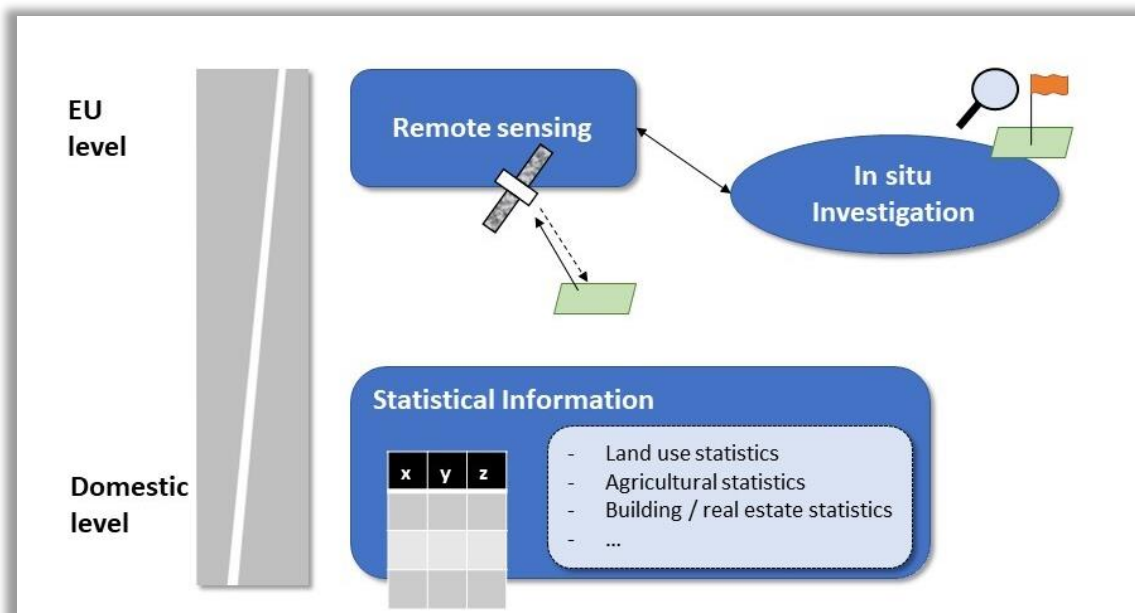 EU
level
Remote sensing
In situ
Investigation
Statistical Information
x y z
- Land use statistics
- Agricultural statistics
- Building / real estate statistics
- ...
Domestic
level